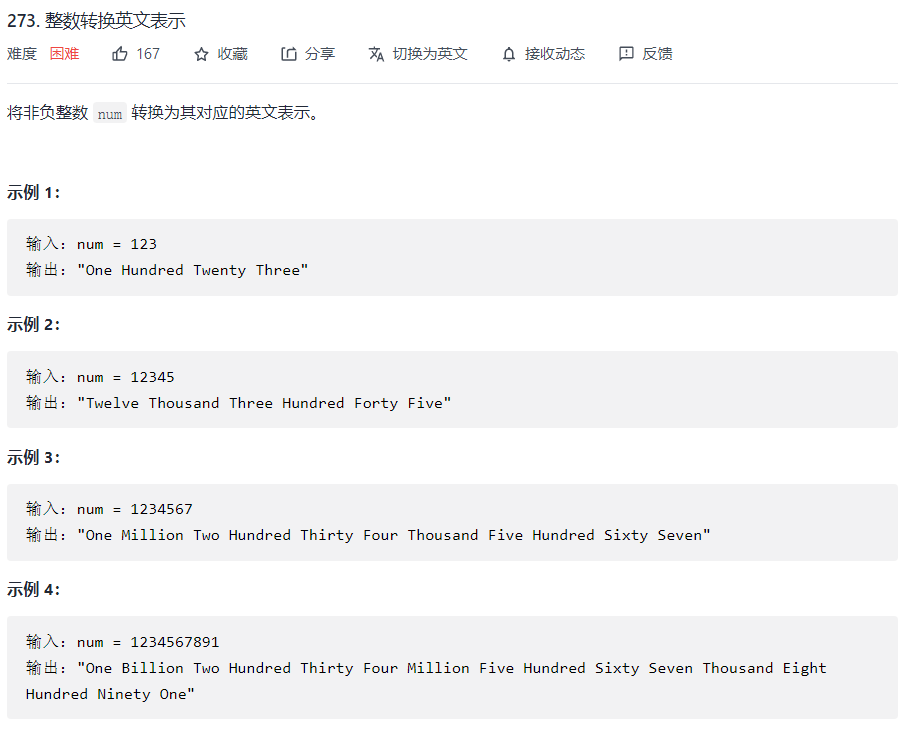 273. 整数转换英文表示
难度 困难 167 收藏 分享 切换为英文 接收动态 反馈
将非负整数 num 转换为其对应的英文表示。
示例 1：
输入：num = 123
输出："One Hundred Twenty Three"
示例 2：
输入：num = 12345
输出："Twelve Thousand Three Hundred Forty Five"
示例 3：
输入：num = 1234567
输出："One Million Two Hundred Thirty Four Thousand Five Hundred Sixty Seven"
示例 4：
输入：num = 1234567891
输出："One Billion Two Hundred Thirty Four Million Five Hundred Sixty Seven Thousand Eight
Hundred Ninety One"